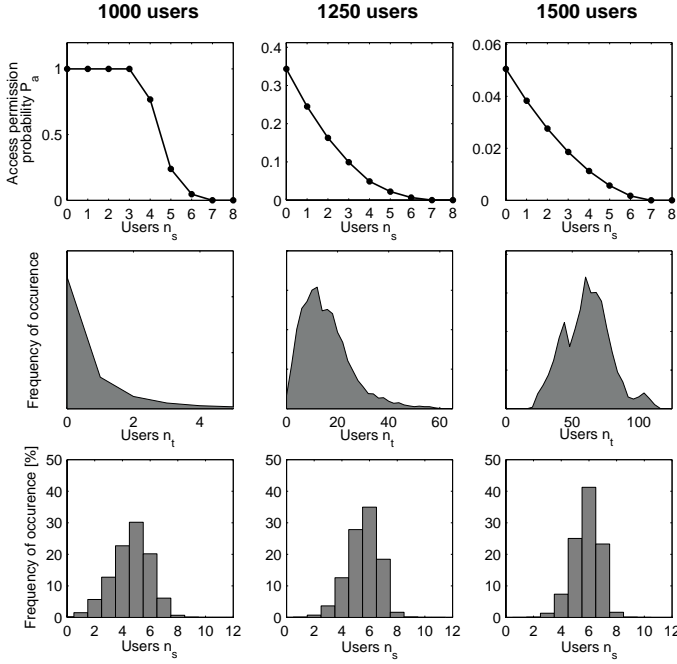 1000 users 1250 users 1500 users
Access permission
probability P_a
1
0.5
0
0 1 2 3 4 5 6 7 8
Users n_s
0.4
0.3
0.2
0.1
0
0 1 2 3 4 5 6 7 8
Users n_s
0.06
0.04
0.02
0
0 1 2 3 4 5 6 7 8
Users n_s
Frequency of occurence
0 2 4
Users n_t
0 20 40 60
Users n_t
50 100
Users n_t
Frequency of occurence [%]
50
40
30
20
10
0
0 2 4 6 8 10 12
Users n_s
50
40
30
20
10
0
0 2 4 6 8 10 12
Users n_s
50
40
30
20
10
0
0 2 4 6 8 10 12
Users n_s